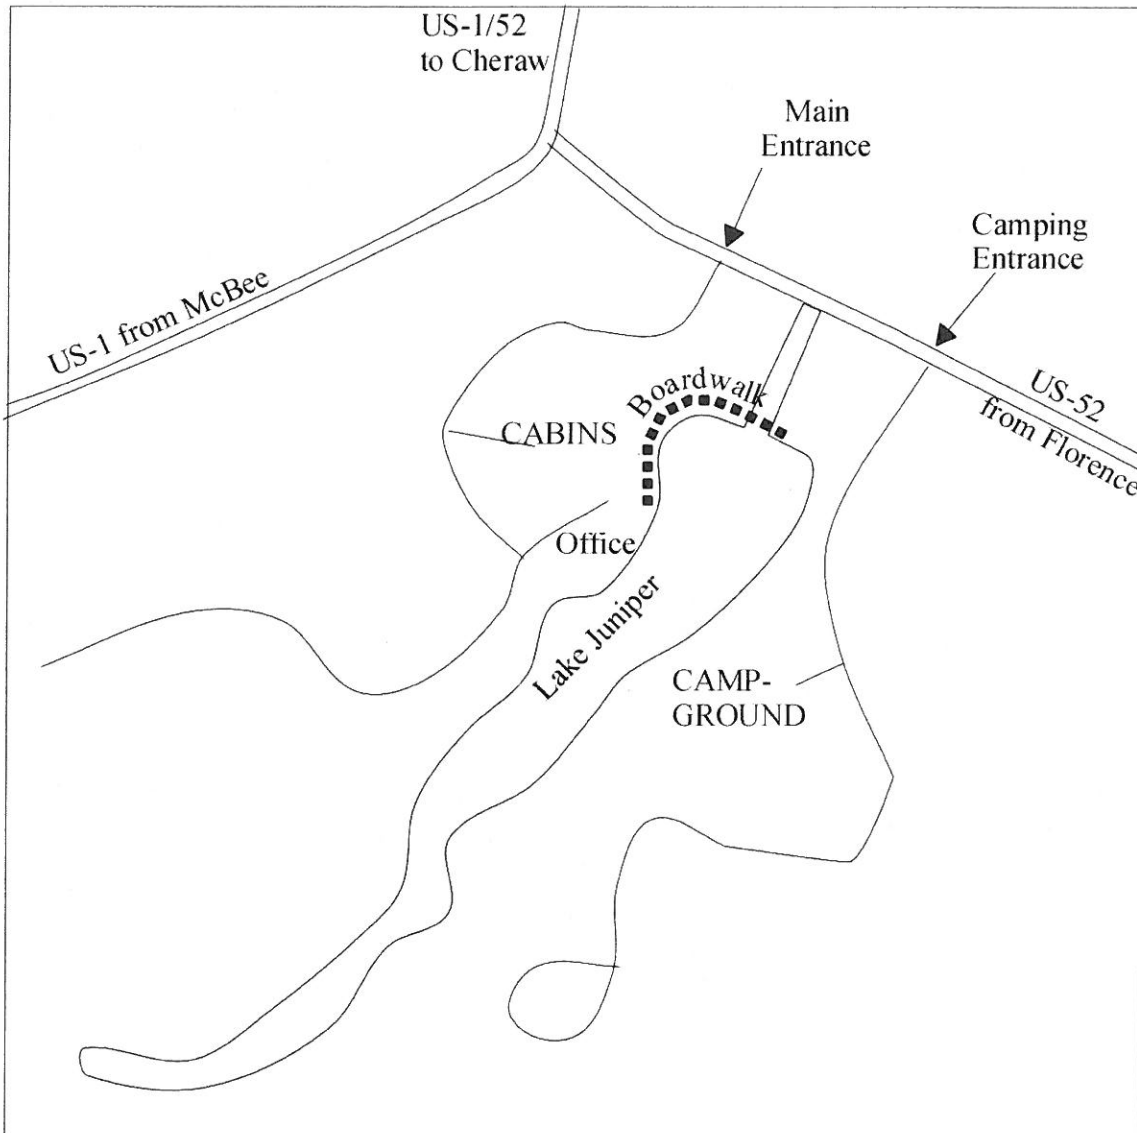 US-1/52
to Cheraw
Main
Entrance
Camping
Entrance
US-1 from McBee
US-52
from Florence
Boardwalk
CABINS
Office
Lake Juniper
CAMP-
GROUND